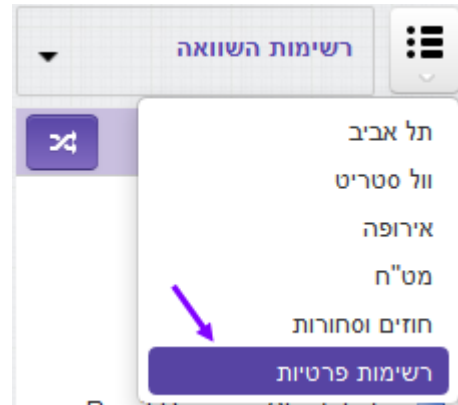 רשימות השוואה
תל אביב
וול סטריט
אירופה
מט"ח
חוזים וסחורות
רשימות פרטיות